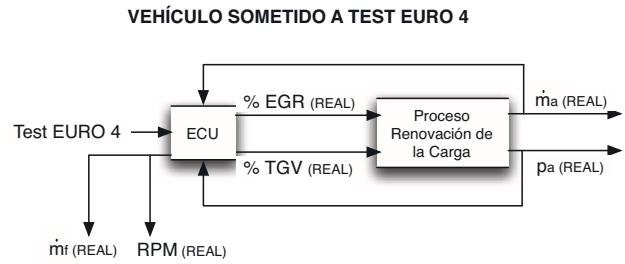 VEHÍCULO SOMETIDO A TEST EURO 4
% EGR (REAL)
ṁa (REAL)
Test EURO 4
ECU
Proceso
Renovación de
la Carga
% TGV (REAL)
pa (REAL)
ṁf (REAL)
RPM (REAL)